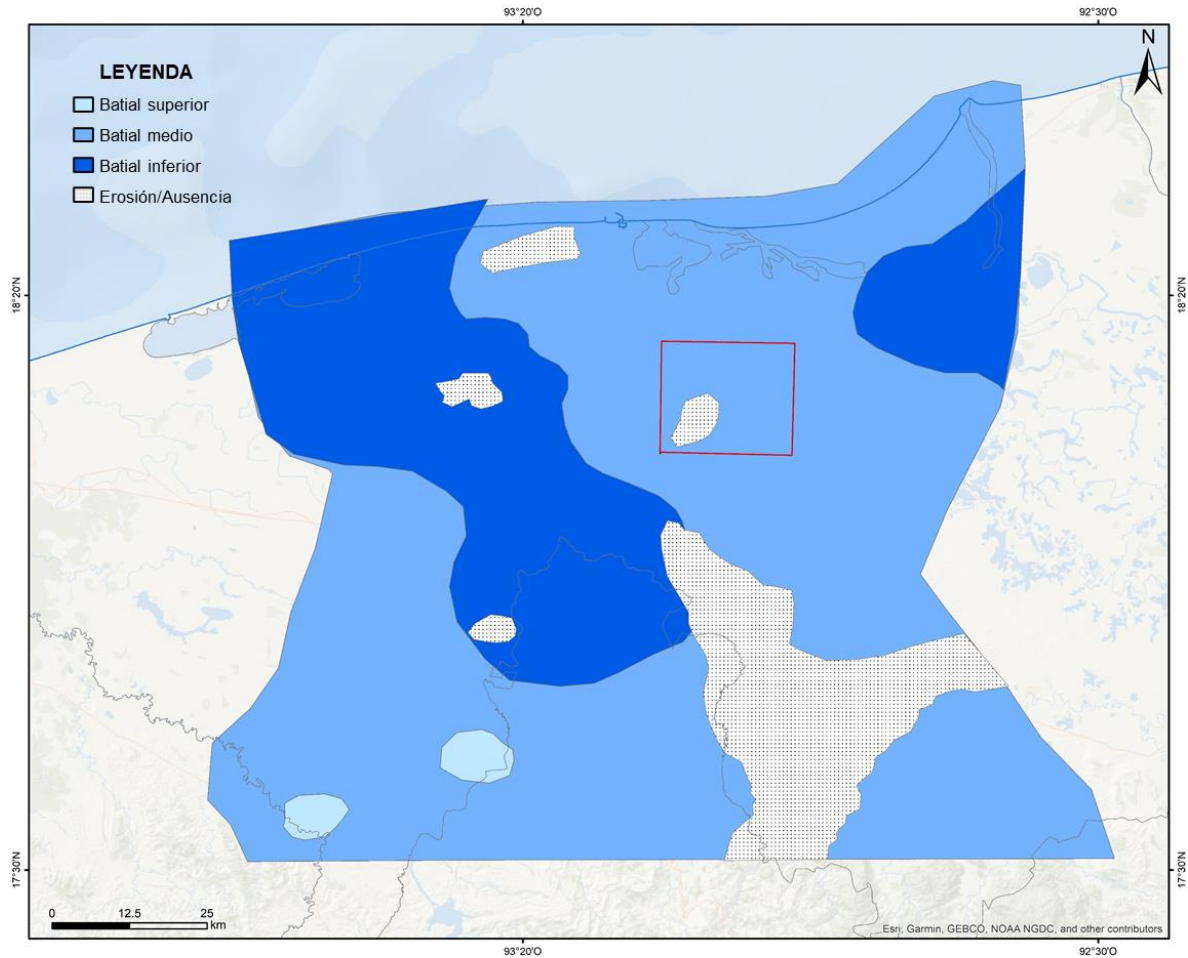 93°20'O
92°30'O
N
LEYENDA
Batial superior
Batial medio
Batial inferior
Erosión/Ausencia
18°20'N
18°20'N
17°30'N
17°30'N
0
12.5
25
km
Esri, Garmin, GEBCO, NOAA NGDC, and other contributors
93°20'O
92°30'O